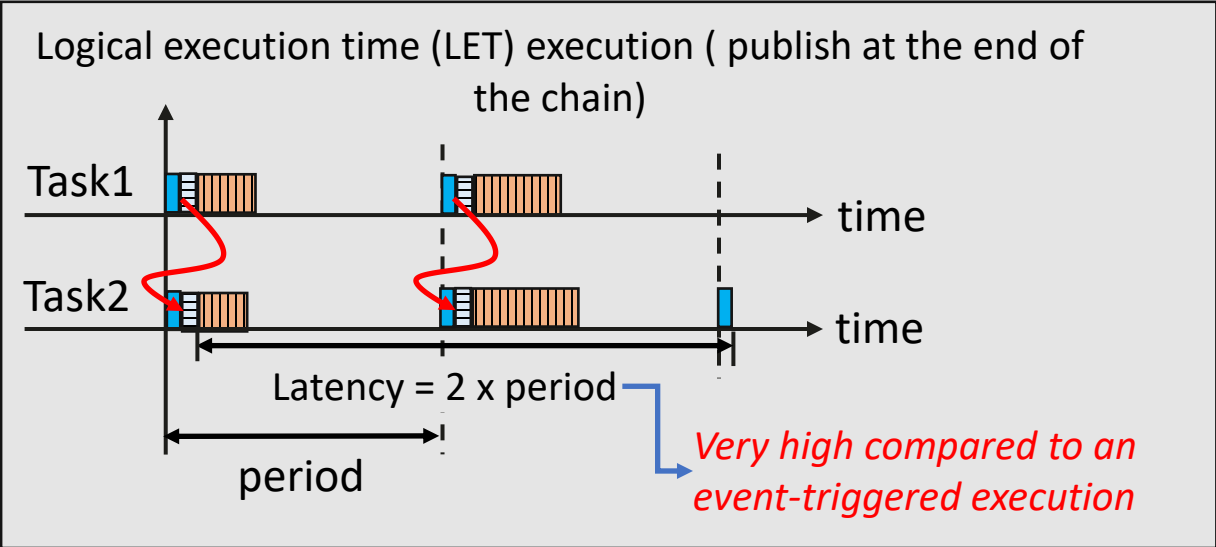 Logical execution time (LET) execution ( publish at the end of
the chain)
Task1
time
Task2
time
Latency = 2 x period
period
Very high compared to an
event-triggered execution